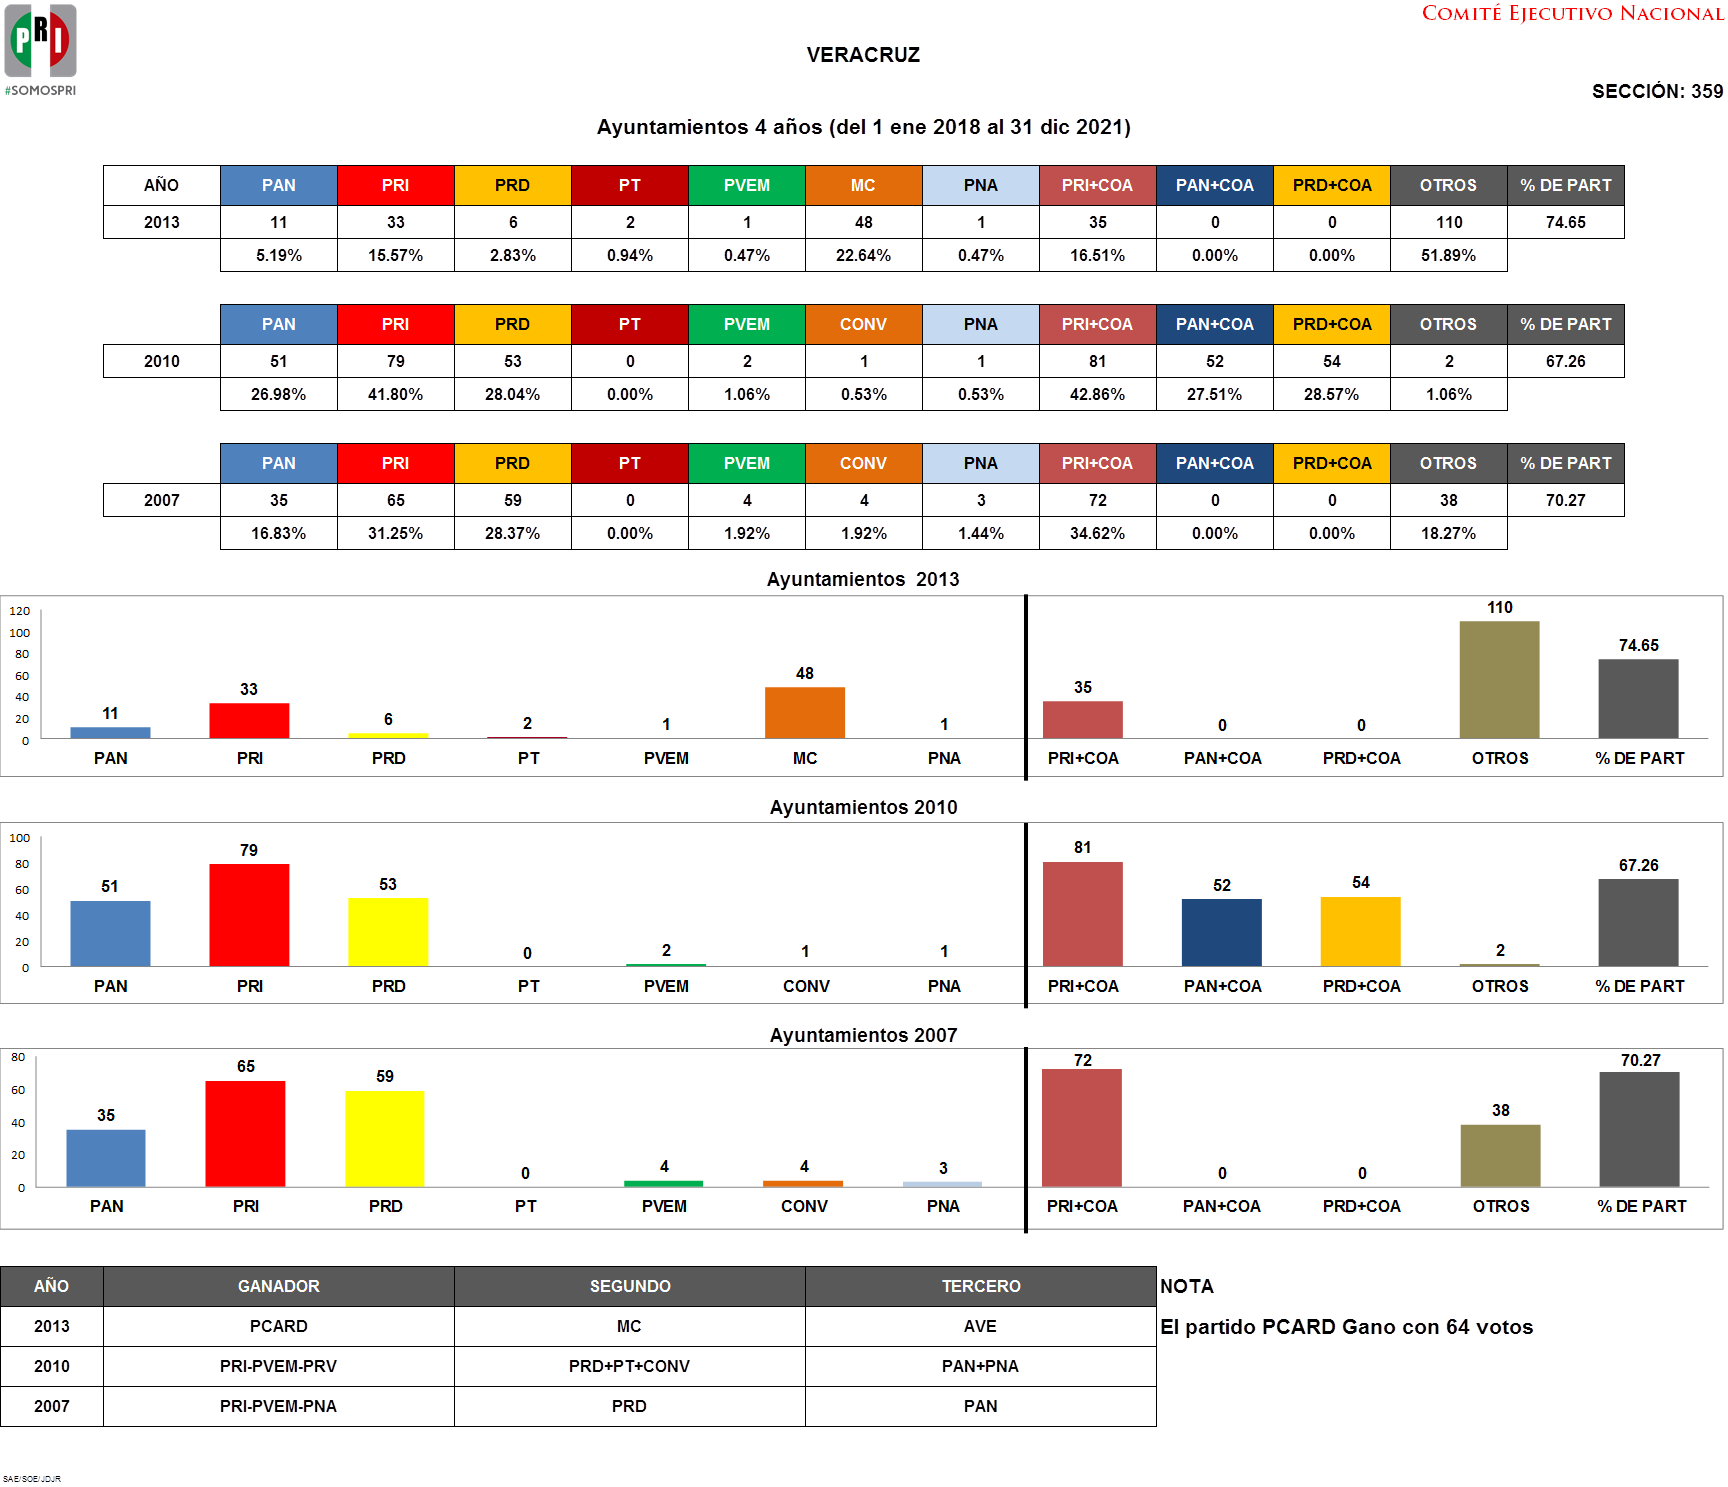 COMITÉ EJECUTIVO NACIONAL
PRI
#SOMOSPRI
VERACRUZ
SECCIÓN: 359
Ayuntamientos 4 años (del 1 ene 2018 al 31 dic 2021)
AÑO PAN PRI PRD PT PVEM MC PNA PRI+COA PAN+COA PRD+COA OTROS % DE PART
2013 11 33 6 2 1 48 1 35 0 0 110 74.65
5.19% 15.57% 2.83% 0.94% 0.47% 22.64% 0.47% 16.51% 0.00% 0.00% 51.89%
PAN PRI PRD PT PVEM CONV PNA PRI+COA PAN+COA PRD+COA OTROS % DE PART
2010 51 79 53 0 2 1 1 81 52 54 2 67.26
26.98% 41.80% 28.04% 0.00% 1.06% 0.53% 0.53% 42.86% 27.51% 28.57% 1.06%
PAN PRI PRD PT PVEM CONV PNA PRI+COA PAN+COA PRD+COA OTROS % DE PART
2007 35 65 59 0 4 4 3 72 0 0 38 70.27
16.83% 31.25% 28.37% 0.00% 1.92% 1.92% 1.44% 34.62% 0.00% 0.00% 18.27%
Ayuntamientos 2013
120
100
80
60
40
20
0
11 33 6 2 1 48 1 35 0 0 110 74.65
PAN PRI PRD PT PVEM MC PNA PRI+COA PAN+COA PRD+COA OTROS % DE PART
Ayuntamientos 2010
100
80
60
40
20
0
51 79 53 0 2 1 1 81 52 54 2 67.26
PAN PRI PRD PT PVEM CONV PNA PRI+COA PAN+COA PRD+COA OTROS % DE PART
Ayuntamientos 2007
80
60
40
20
0
35 65 59 0 4 4 3 72 0 0 38 70.27
PAN PRI PRD PT PVEM CONV PNA PRI+COA PAN+COA PRD+COA OTROS % DE PART
AÑO GANADOR SEGUNDO TERCERO NOTA
2013 PCARD MC AVE El partido PCARD Gano con 64 votos
2010 PRI-PVEM-PRV PRD+PT+CONV PAN+PNA
2007 PRI-PVEM-PNA PRD PAN
SAE/SOE/JDJR